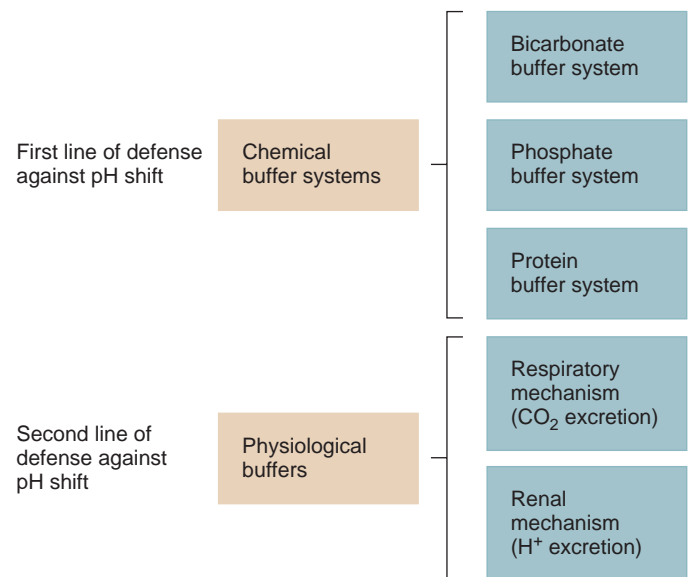 First line of defense
against pH shift
Chemical
buffer systems
Bicarbonate
buffer system
Phosphate
buffer system
Protein
buffer system
Second line of
defense against
pH shift
Physiological
buffers
Respiratory
mechanism
(CO₂ excretion)
Renal
mechanism
(H⁺ excretion)